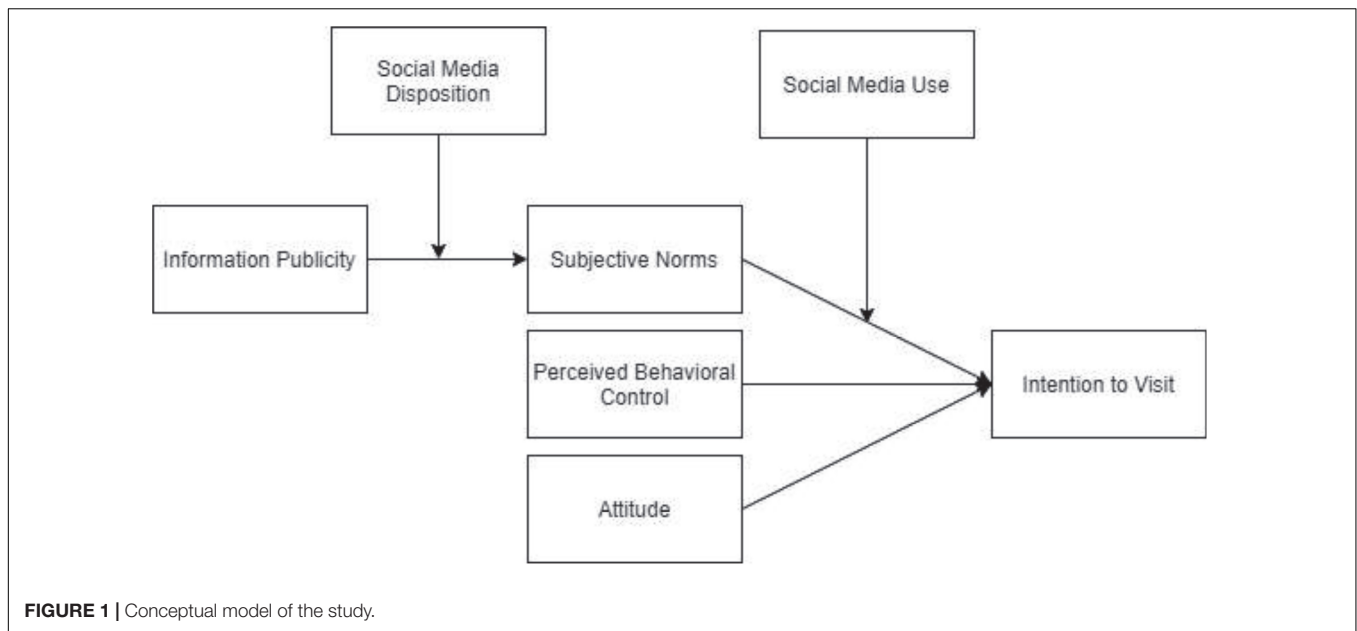 Social Media
Disposition
Social Media Use
Information Publicity
Subjective Norms
Perceived Behavioral
Control
Intention to Visit
Attitude
FIGURE 1 | Conceptual model of the study.